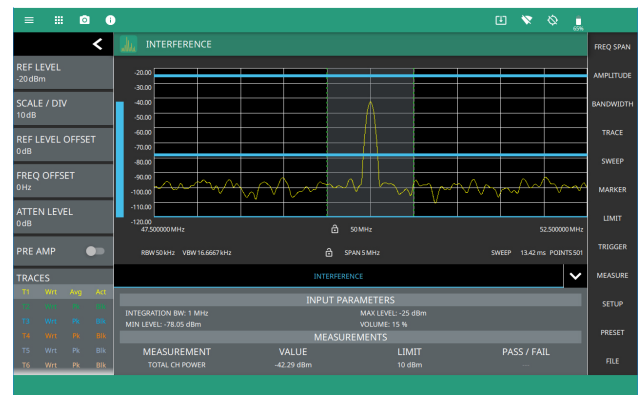 65%
INTERFERENCE
REF LEVEL
-20 dBm
SCALE / DIV
10 dB
REF LEVEL OFFSET
0 dB
FREQ OFFSET
0 Hz
ATTEN LEVEL
0 dB
PRE AMP
TRACES
T1 Wrt Avg Act
T2 Wrt Pk Blk
T3 Wrt Pk Blk
T4 Wrt Pk Blk
T5 Wrt Pk Blk
T6 Wrt Pk Blk
-20.00
-30.00
-40.00
-50.00
-60.00
-70.00
-80.00
-90.00
-100.00
-110.00
-120.00
47.500000 MHz 50 MHz 52.500000 MHz
RBW 50 kHz VBW 16.6667 kHz SPAN 5 MHz SWEEP 13.42 ms POINTS 501
INTERFERENCE
INPUT PARAMETERS
INTEGRATION BW: 1 MHz MAX LEVEL: -25 dBm
MIN LEVEL: -78.05 dBm VOLUME: 15 %
MEASUREMENTS
MEASUREMENT VALUE LIMIT PASS / FAIL
TOTAL CH POWER -42.29 dBm 10 dBm ---
FREQ SPAN
AMPLITUDE
BANDWIDTH
TRACE
SWEEP
MARKER
LIMIT
TRIGGER
MEASURE
SETUP
PRESET
FILE